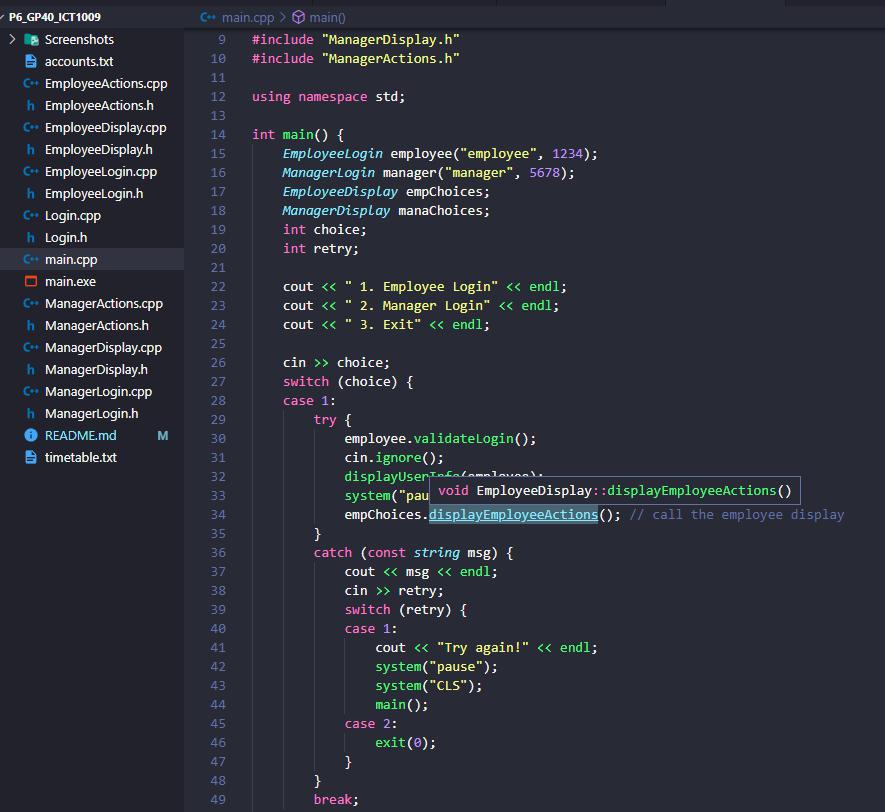 P6_GP40_ICT1009
Screenshots
accounts.txt
EmployeeActions.cpp
EmployeeActions.h
EmployeeDisplay.cpp
EmployeeDisplay.h
EmployeeLogin.cpp
EmployeeLogin.h
Login.cpp
Login.h
main.cpp
main.exe
ManagerActions.cpp
ManagerActions.h
ManagerDisplay.cpp
ManagerDisplay.h
ManagerLogin.cpp
ManagerLogin.h
README.md M
timetable.txt
main.cpp > main()
9 #include "ManagerDisplay.h"
10 #include "ManagerActions.h"
11
12 using namespace std;
13
14 int main() {
15 EmployeeLogin employee("employee", 1234);
16 ManagerLogin manager("manager", 5678);
17 EmployeeDisplay empChoices;
18 ManagerDisplay manaChoices;
19 int choice;
20 int retry;
21
22 cout << " 1. Employee Login" << endl;
23 cout << " 2. Manager Login" << endl;
24 cout << " 3. Exit" << endl;
25
26 cin >> choice;
27 switch (choice) {
28 case 1:
29 try {
30 employee.validateLogin();
31 cin.ignore();
32 displayUserInfo(employee);
33 system("pau
void EmployeeDisplay::displayEmployeeActions()
34 empChoices.displayEmployeeActions(); // call the employee display
35 }
36 catch (const string msg) {
37 cout << msg << endl;
38 cin >> retry;
39 switch (retry) {
40 case 1:
41 cout << "Try again!" << endl;
42 system("pause");
43 system("CLS");
44 main();
45 case 2:
46 exit(0);
47 }
48 }
49 break;